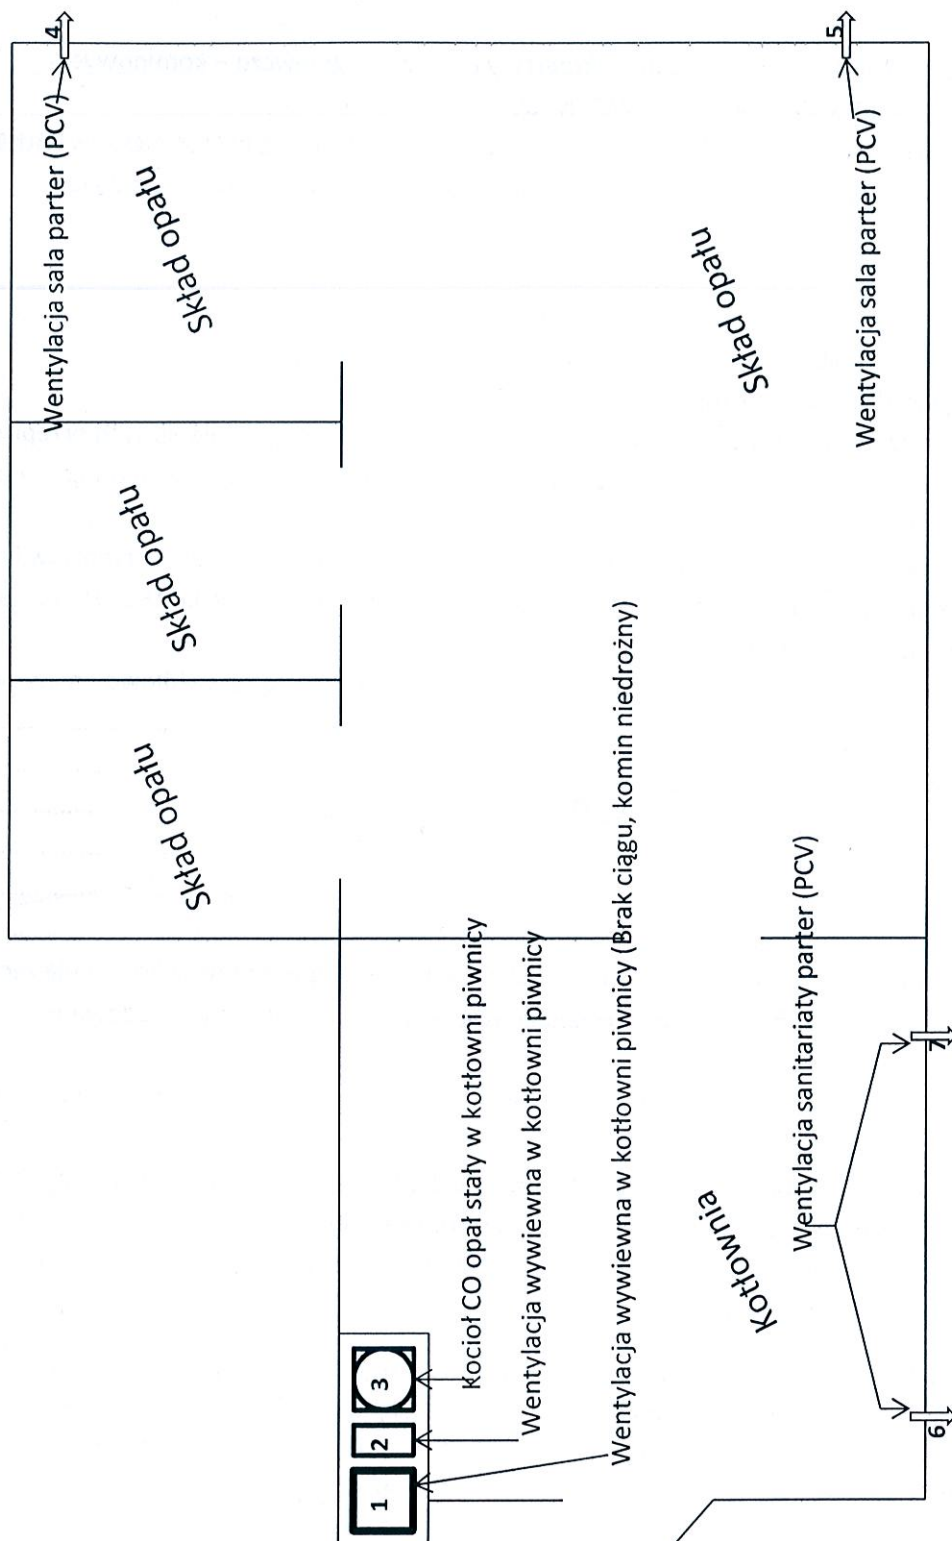 4
Wentylacja sala parter (PCV)
Skład opału
Skład opału
Skład opału
1
2
3
Kocioł CO opał stały w kotłowni piwnicy
Wentylacja wywiewna w kotłowni piwnicy
Wentylacja wywiewna w kotłowni piwnicy (Brak ciągu, komin niedrożny)
Kotłownia
Skład opału
Wentylacja sanitariaty parter (PCV)
5
Wentylacja sala parter (PCV)
6
7